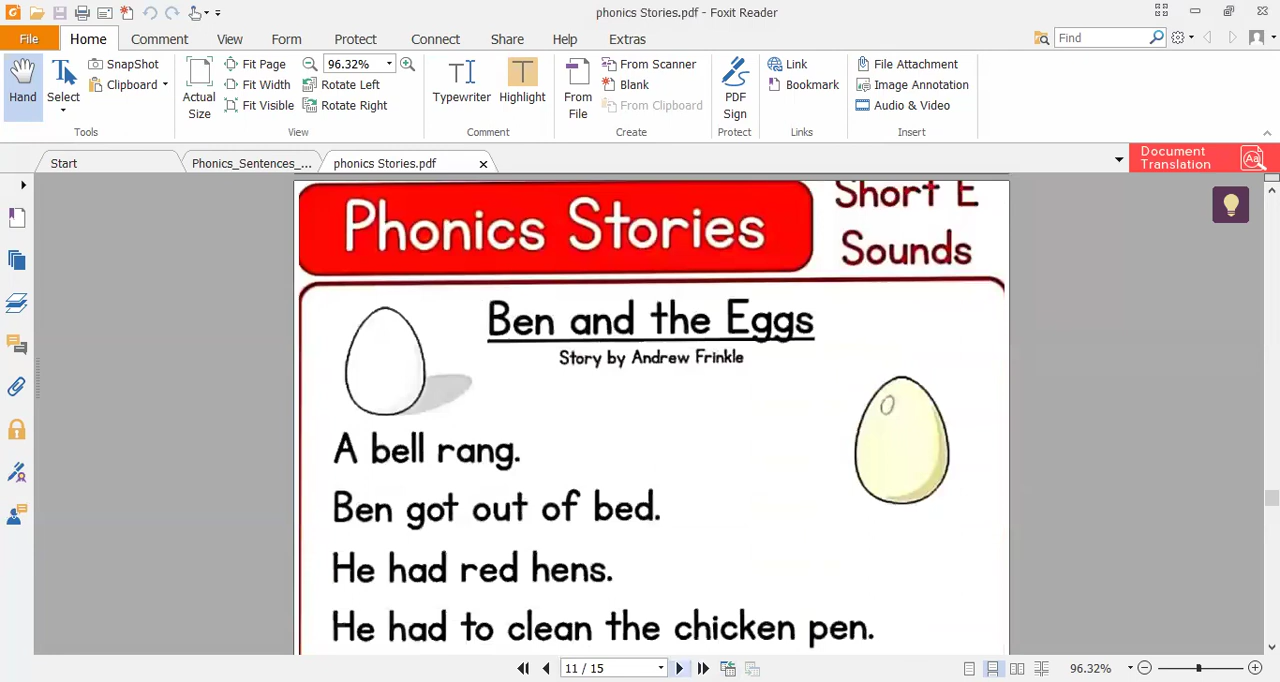 phonics Stories.pdf - Foxit Reader
File Home Comment View Form Protect Connect Share Help Extras
Find
Hand
Select
SnapShot
Clipboard
Tools
Actual Size
Fit Page
Fit Width
Fit Visible
96.32%
Rotate Left
Rotate Right
View
Typewriter
Highlight
Comment
From File
From Scanner
Blank
From Clipboard
Create
PDF Sign
Protect
Link
Bookmark
Links
File Attachment
Image Annotation
Audio & Video
Insert
Start
Phonics_Sentences_...
phonics Stories.pdf
Document
Translation
Phonics Stories
Short E
Sounds
Ben and the Eggs
Story by Andrew Frinkle
A bell rang.
Ben got out of bed.
He had red hens.
He had to clean the chicken pen.
11 / 15
96.32%